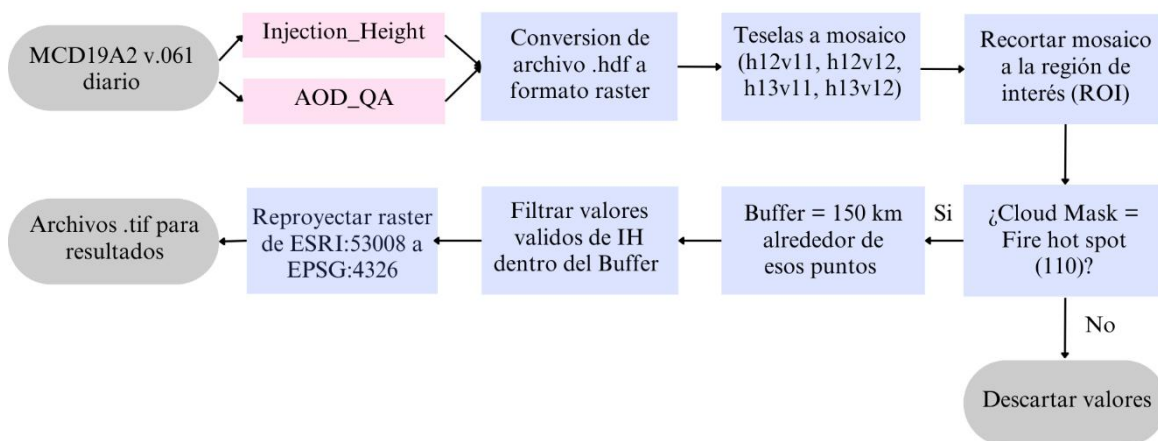 MCD19A2 v.061
diario
Injection_Height
AOD_QA
Conversion de
archivo .hdf a
formato raster
Teselas a mosaico
(h12v11, h12v12,
h13v11, h13v12)
Recortar mosaico
a la región de
interés (ROI)
¿Cloud Mask =
Fire hot spot
(110)?
Si
No
Descartar valores
Buffer = 150 km
alrededor de
esos puntos
Filtrar valores
validos de IH
dentro del Buffer
Reproyectar raster
de ESRI:53008 a
EPSG:4326
Archivos .tif para
resultados